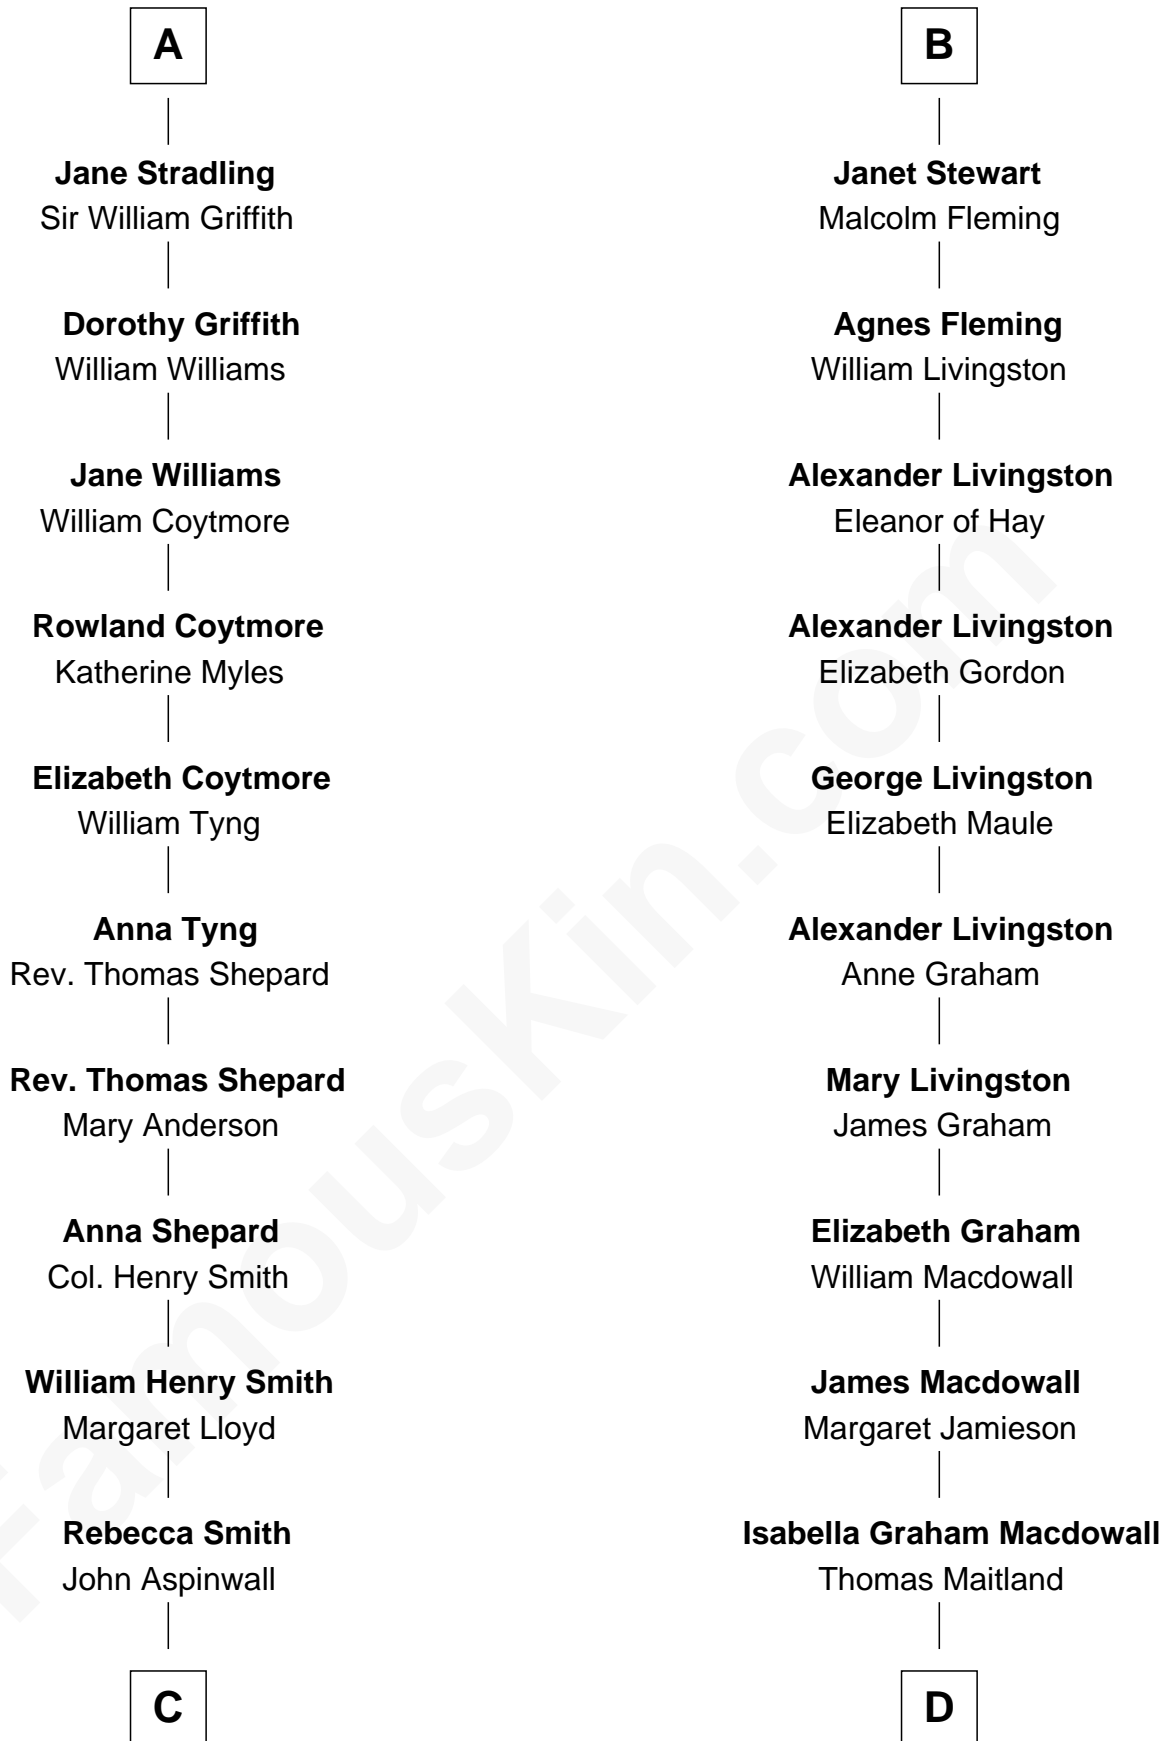 A
Jane Stradling
Sir William Griffith
Dorothy Griffith
William Williams
Jane Williams
William Coytmore
Rowland Coytmore
Katherine Myles
Elizabeth Coytmore
William Tyng
Anna Tyng
Rev. Thomas Shepard
Rev. Thomas Shepard
Mary Anderson
Anna Shepard
Col. Henry Smith
William Henry Smith
Margaret Lloyd
Rebecca Smith
John Aspinwall
C
B
Janet Stewart
Malcolm Fleming
Agnes Fleming
William Livingston
Alexander Livingston
Eleanor of Hay
Alexander Livingston
Elizabeth Gordon
George Livingston
Elizabeth Maule
Alexander Livingston
Anne Graham
Mary Livingston
James Graham
Elizabeth Graham
William Macdowall
James Macdowall
Margaret Jamieson
Isabella Graham Macdowall
Thomas Maitland
D
FamousKin.com